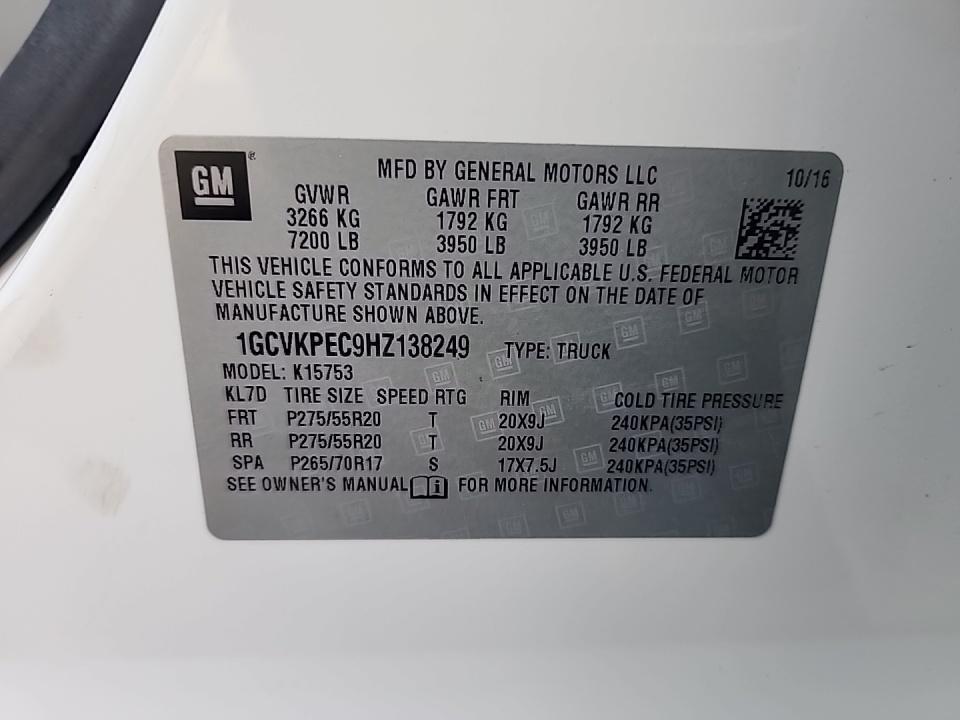 GM ® MFD BY GENERAL MOTORS LLC 10/16
GVWR GAWR FRT GAWR RR
3266 KG 1792 KG 1792 KG
7200 LB 3950 LB 3950 LB
THIS VEHICLE CONFORMS TO ALL APPLICABLE U.S. FEDERAL MOTOR
VEHICLE SAFETY STANDARDS IN EFFECT ON THE DATE OF
MANUFACTURE SHOWN ABOVE.
1GCVKPEC9HZ138249 TYPE: TRUCK
MODEL: K15753
KL7D TIRE SIZE SPEED RTG RIM COLD TIRE PRESSURE
FRT P275/55R20 T 20X9J 240KPA(35PSI)
RR P275/55R20 T 20X9J 240KPA(35PSI)
SPA P265/70R17 S 17X7.5J 240KPA(35PSI)
SEE OWNER'S MANUAL FOR MORE INFORMATION.